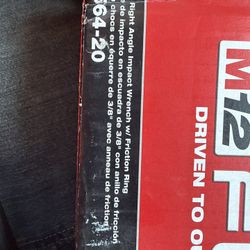 Right Angle Impact Wrench w/ Friction Ring
de impacto en escuadra de 3/8" con anillo de fricción
chocs en équerre de 3/8" avec anneau de friction
64-20
M12
DRIVEN TO